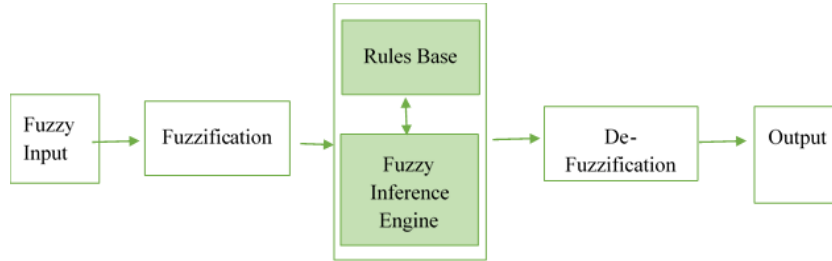 Fuzzy
Input
Fuzzification
Rules Base
Fuzzy
Inference
Engine
De-
Fuzzification
Output